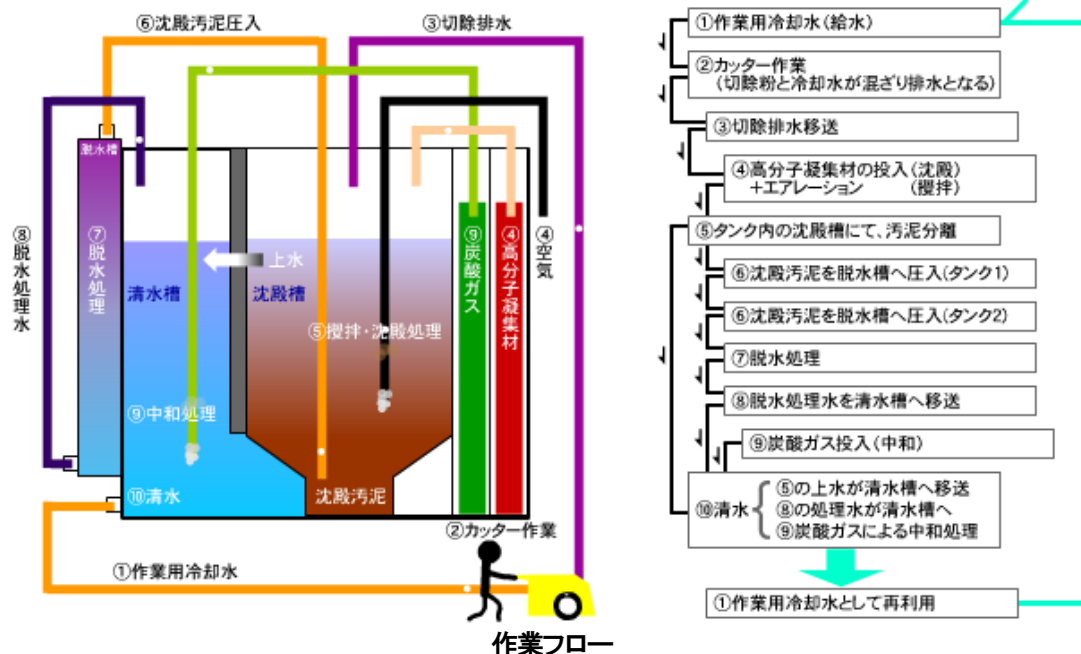 ⑥沈殿汚泥圧入
③切除排水
脱水槽
⑧脱水処理水
⑦脱水処理
清水槽
上水
沈殿槽
⑤攪拌・沈殿処理
⑨炭酸ガス
④高分子凝集材
④空気
⑨中和処理
⑩清水
沈殿汚泥
②カッター作業
①作業用冷却水
①作業用冷却水(給水)
②カッター作業
(切除粉と冷却水が混ざり排水となる)
③切除排水移送
④高分子凝集材の投入(沈殿)
+エアレーション (攪拌)
⑤タンク内の沈殿槽にて、汚泥分離
⑥沈殿汚泥を脱水槽へ圧入(タンク1)
⑥沈殿汚泥を脱水槽へ圧入(タンク2)
⑦脱水処理
⑧脱水処理水を清水槽へ移送
⑨炭酸ガス投入(中和)
⑩清水
⑤の上水が清水槽へ移送
⑧の処理水が清水槽へ
⑨炭酸ガスによる中和処理
①作業用冷却水として再利用
作業フロー